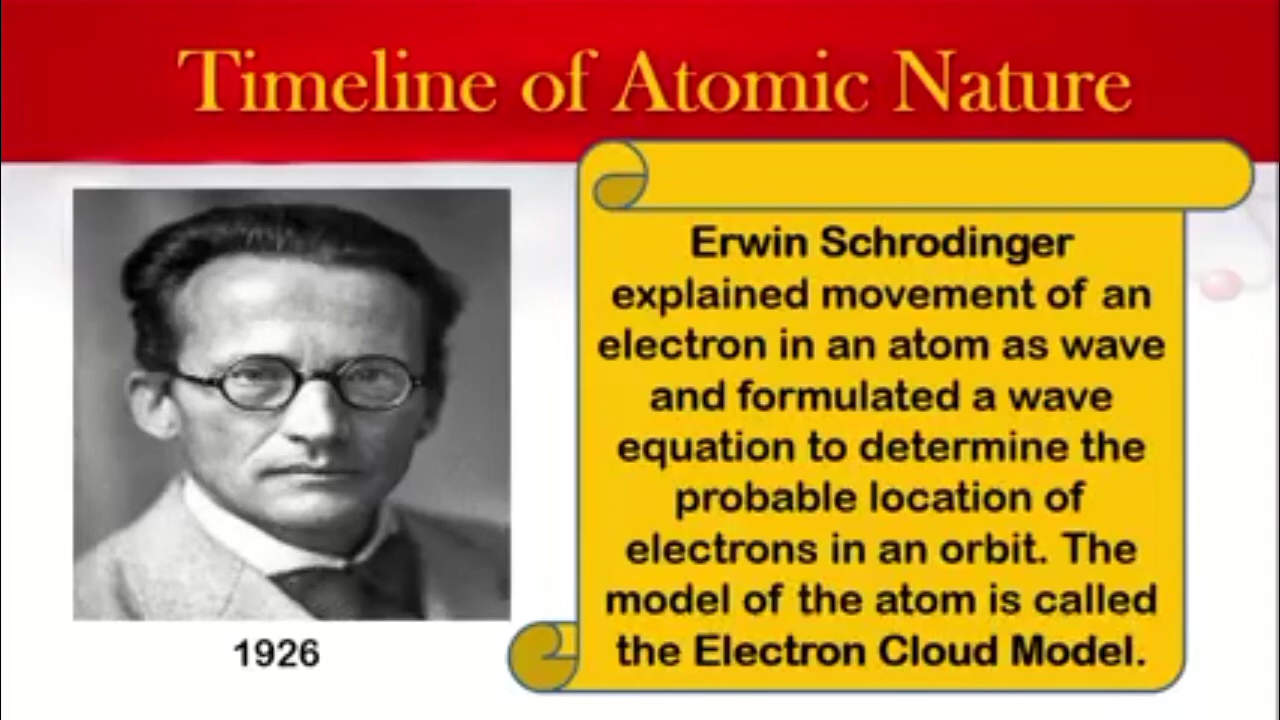 Timeline of Atomic Nature
Erwin Schrodinger
explained movement of an
electron in an atom as wave
and formulated a wave
equation to determine the
probable location of
electrons in an orbit. The
model of the atom is called
the Electron Cloud Model.
1926